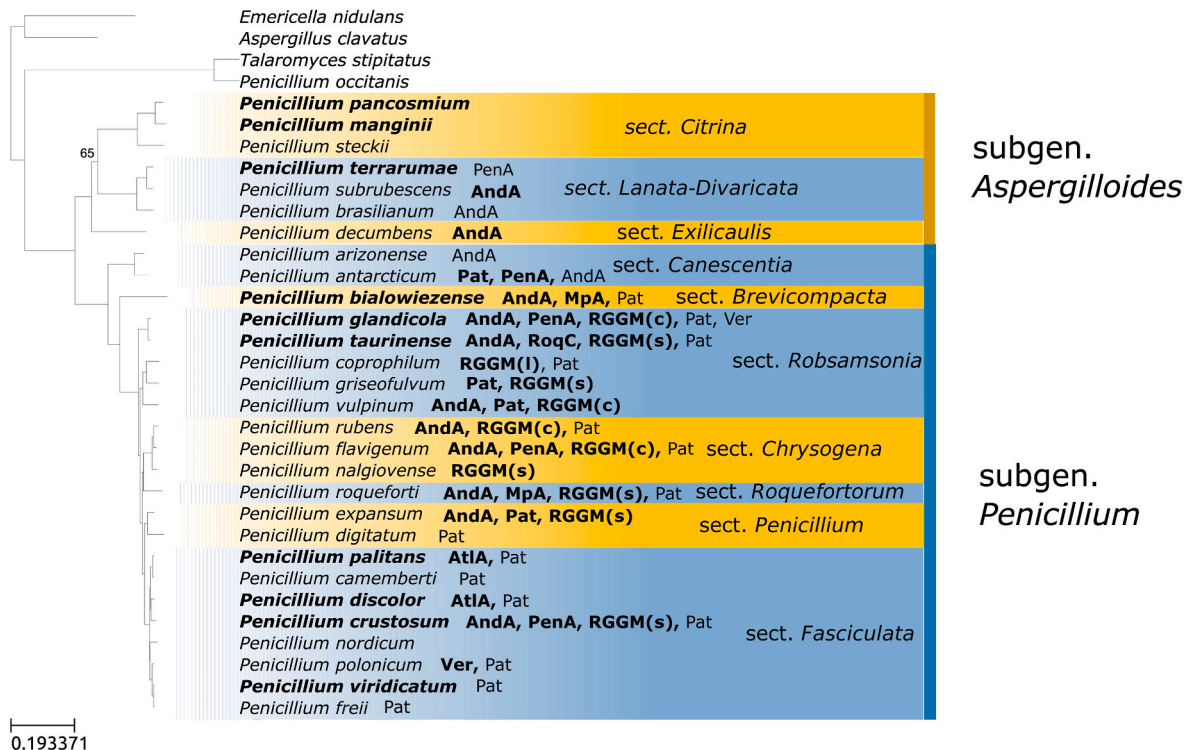 Emericella nidulans
Aspergillus clavatus
Talaromyces stipitatus
Penicillium occitanis
Penicillium pancosmium
Penicillium manginii
sect. Citrina
65
Penicillium steckii
subgen.
Aspergilloides
Penicillium terrarumae PenA
Penicillium subrubescens AndA
sect. Lanata-Divaricata
Penicillium brasilianum AndA
Penicillium decumbens AndA
sect. Exilicaulis
Penicillium arizonense AndA
sect. Canescentia
Penicillium antarcticum Pat, PenA, AndA
Penicillium bialowiezense AndA, MpA, Pat
sect. Brevicompacta
Penicillium glandicola AndA, PenA, RGGM(c), Pat, Ver
Penicillium taurinense AndA, RoqC, RGGM(s), Pat
Penicillium coprophilum RGGM(l), Pat
sect. Robsamsonia
Penicillium griseofulvum Pat, RGGM(s)
Penicillium vulpinum AndA, Pat, RGGM(c)
Penicillium rubens AndA, RGGM(c), Pat
Penicillium flavigenum AndA, PenA, RGGM(c), Pat
sect. Chrysogena
Penicillium nalgiovense RGGM(s)
subgen.
Penicillium
Penicillium roqueforti AndA, MpA, RGGM(s), Pat
sect. Roquefortorum
Penicillium expansum AndA, Pat, RGGM(s)
sect. Penicillium
Penicillium digitatum Pat
Penicillium palitans AtlA, Pat
Penicillium camemberti Pat
Penicillium discolor AtlA, Pat
Penicillium crustosum AndA, PenA, RGGM(s), Pat
sect. Fasciculata
Penicillium nordicum
Penicillium polonicum Ver, Pat
Penicillium viridicatum Pat
Penicillium freii Pat
0.193371